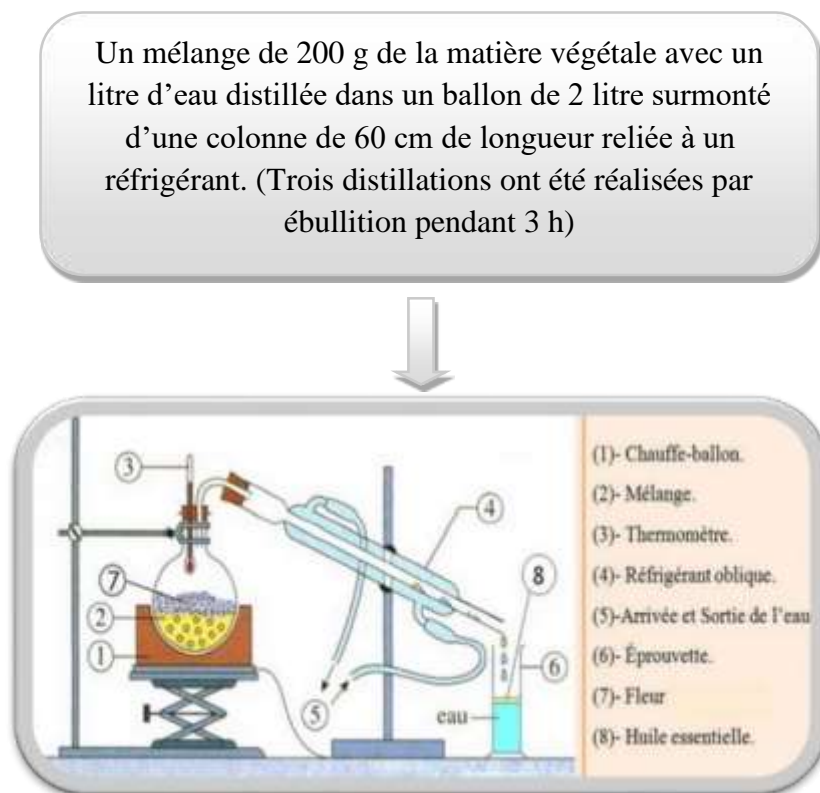 Un mélange de 200 g de la matière végétale avec un
litre d’eau distillée dans un ballon de 2 litre surmonté
d’une colonne de 60 cm de longueur reliée à un
réfrigérant. (Trois distillations ont été réalisées par
ébullition pendant 3 h)
(1)- Chauffe-ballon.
(2)- Mélange.
(3)- Thermomètre.
(4)- Réfrigérant oblique.
(5)-Arrivée et Sortie de l’eau
(6)- Éprouvette.
(7)- Fleur
(8)- Huile essentielle.
3
4
7
8
2
1
6
5
eau